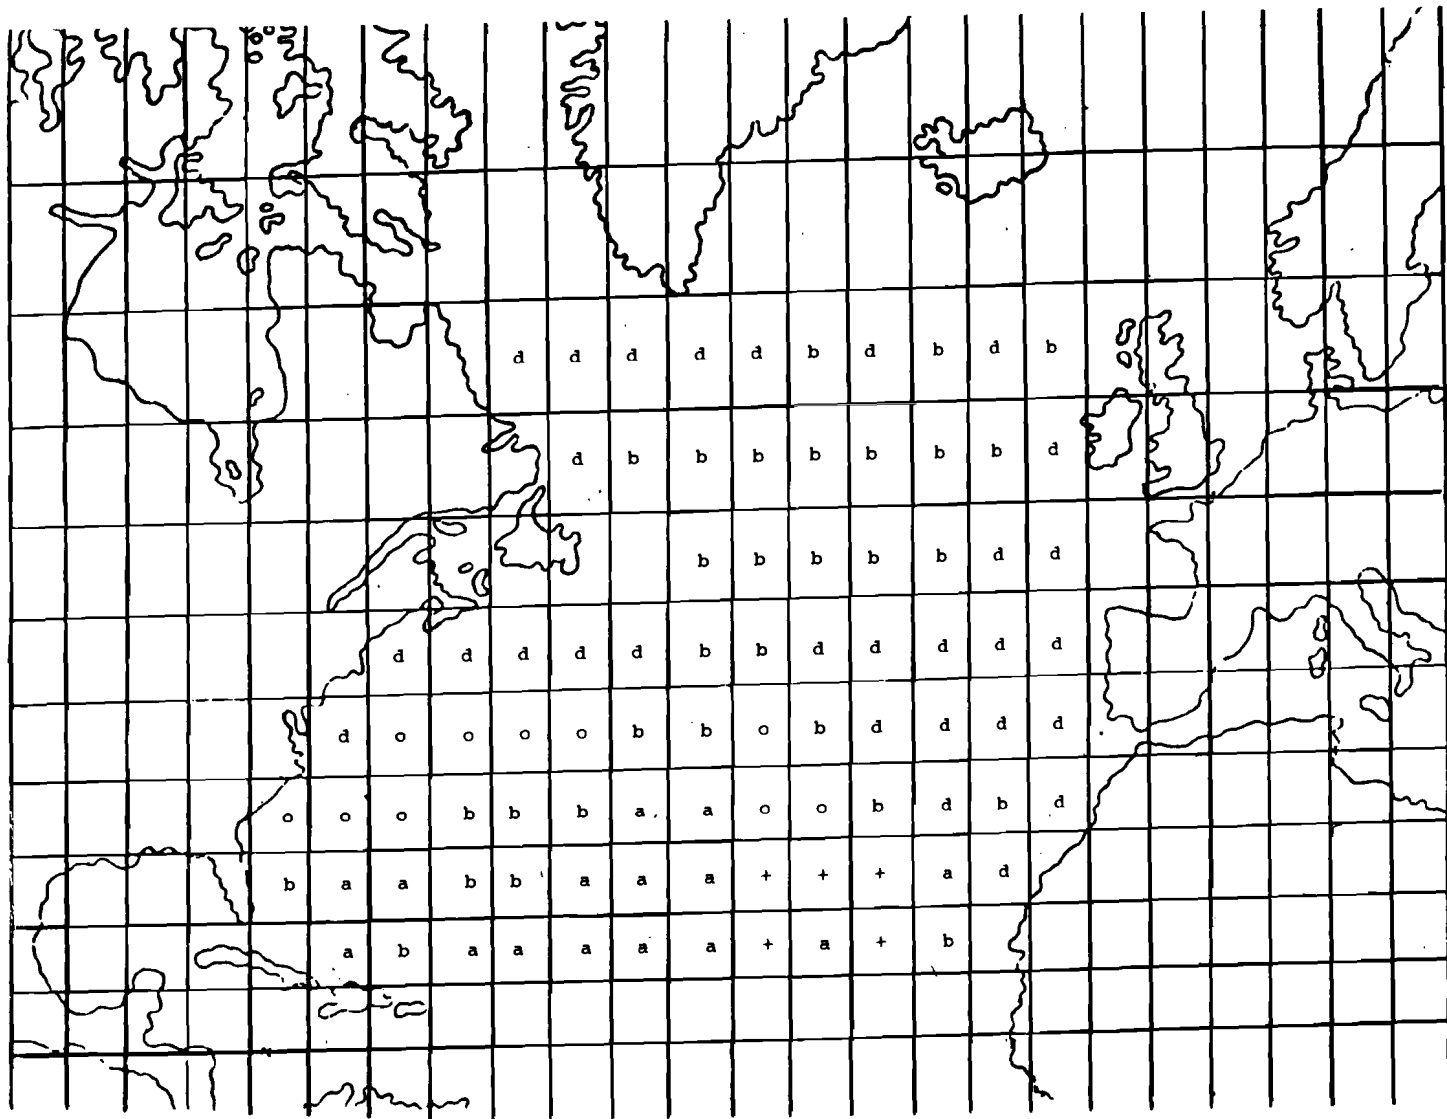 d d d d d b d b d b
d b b b b b b b d
b b b b b d d
d d d d d b b d d d d d
d o o o o b b o b d d d d
o o o b b b a a o o b d b d
b a a b b a a a + + + a d
a b a a a a a + a + b